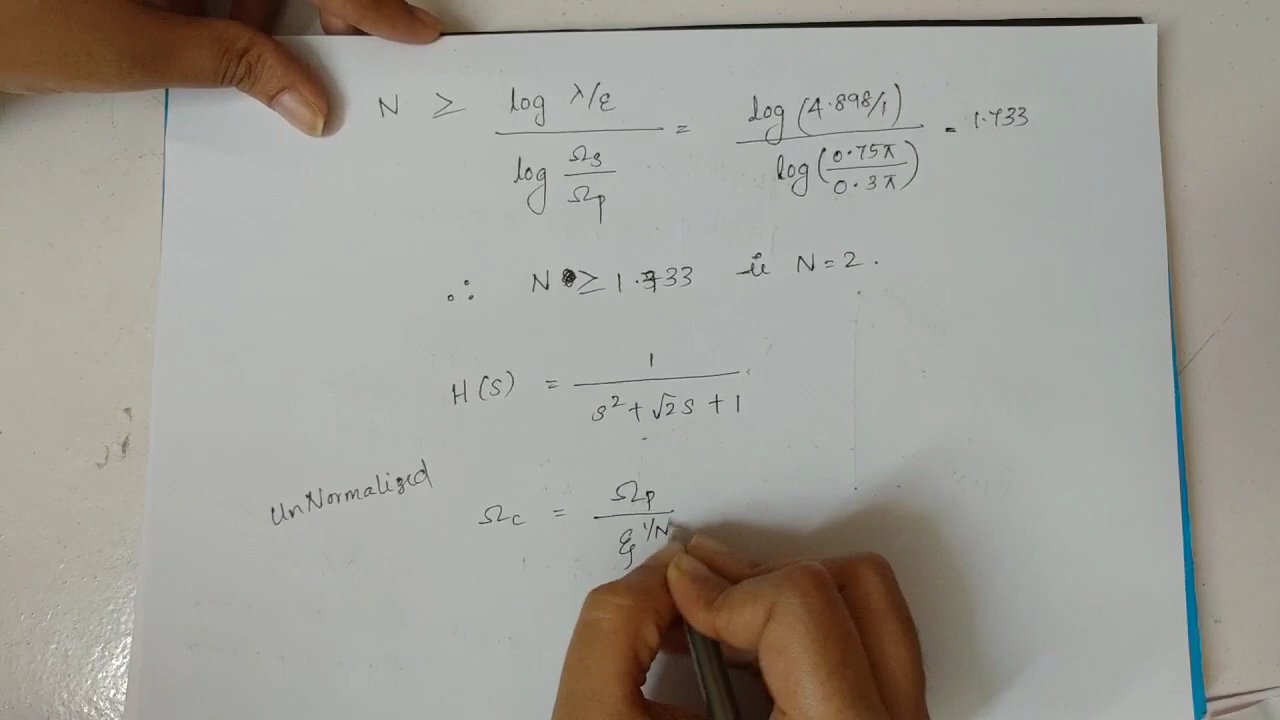 N ≥ log λ/ε / log Ωs/Ωp = log(4.898/1) / log(0.75π/0.3π) = 1.733
∴ N ≥ 1.733 ie N = 2.
H(s) = 1 / s² + √2s + 1
UnNormalized
Ωc = Ωp / ξ^1/N